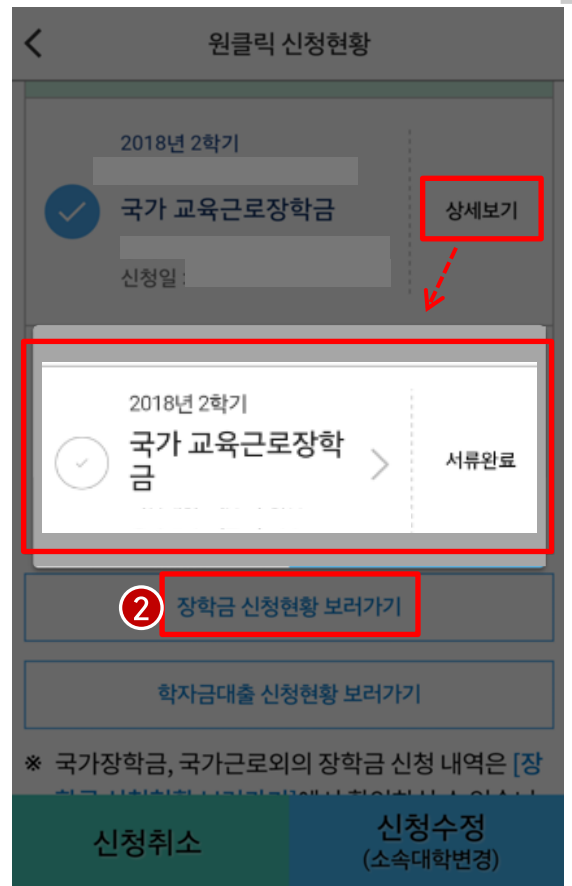 원클릭 신청현황
2018년 2학기
국가 교육근로장학금
상세보기
신청일 :
2018년 2학기
국가 교육근로장학
금
서류완료
2 장학금 신청현황 보러가기
학자금대출 신청현황 보러가기
※ 국가장학금, 국가근로외의 장학금 신청 내역은 [장
신청취소
신청수정
(소속대학변경)